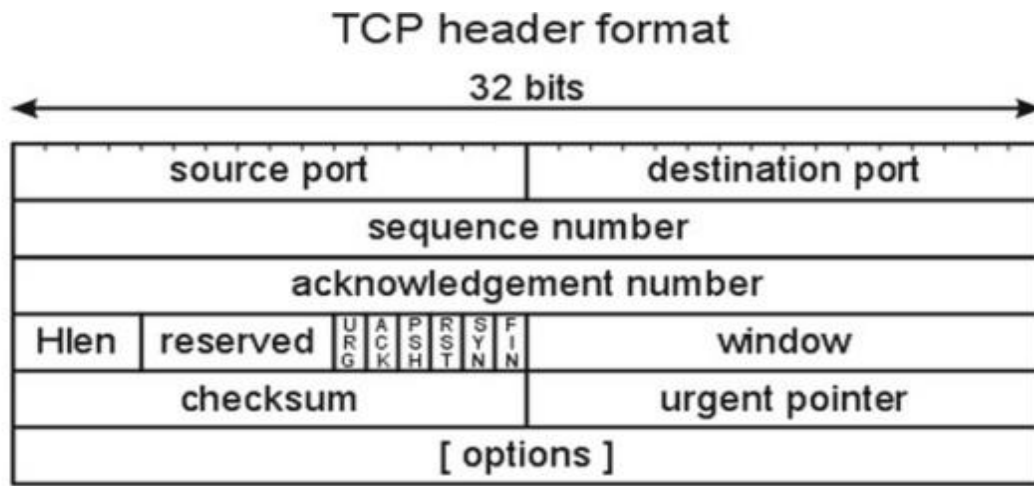 TCP header format
32 bits
source port destination port
sequence number
acknowledgement number
Hlen reserved URG ACK PSH RST SYN FIN window
checksum urgent pointer
[ options ]